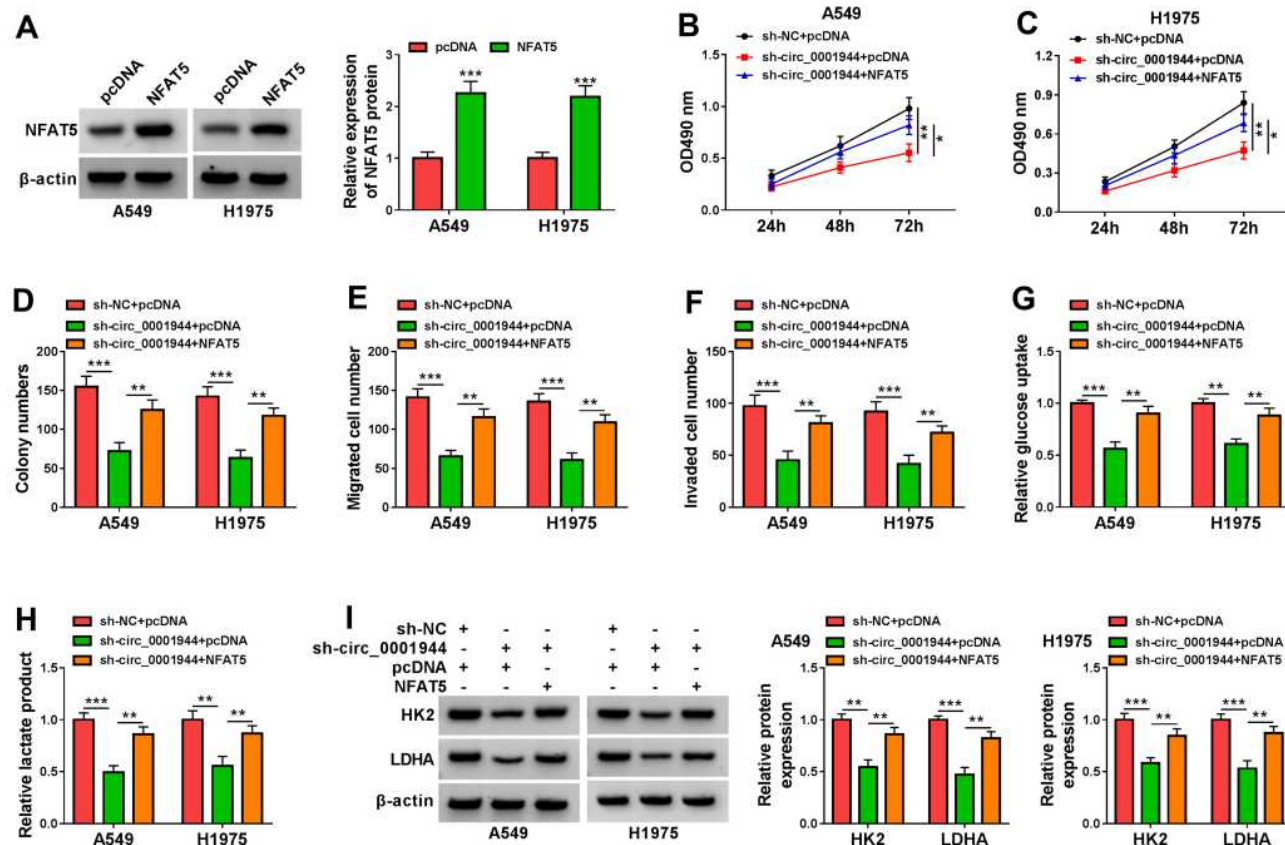 A
pcDNA
NFAT5
pcDNA
NFAT5
NFAT5
β-actin
A549
H1975
pcDNA
NFAT5
Relative expression
of NFAT5 protein
4
3
2
1
0
***
***
A549
H1975
B
A549
sh-NC+pcDNA
sh-circ_0001944+pcDNA
sh-circ_0001944+NFAT5
OD490 nm
1.5
1.0
0.5
0.0
**
*
24h
48h
72h
C
H1975
sh-NC+pcDNA
sh-circ_0001944+pcDNA
sh-circ_0001944+NFAT5
OD490 nm
1.2
0.9
0.6
0.3
0.0
**
*
24h
48h
72h
D
sh-NC+pcDNA
sh-circ_0001944+pcDNA
sh-circ_0001944+NFAT5
Colony numbers
200
150
100
50
0
***
**
***
**
A549
H1975
E
sh-NC+pcDNA
sh-circ_0001944+pcDNA
sh-circ_0001944+NFAT5
Migrated cell number
200
150
100
50
0
***
**
***
**
A549
H1975
F
sh-NC+pcDNA
sh-circ_0001944+pcDNA
sh-circ_0001944+NFAT5
Invaded cell number
150
100
50
0
***
**
***
**
A549
H1975
G
sh-NC+pcDNA
sh-circ_0001944+pcDNA
sh-circ_0001944+NFAT5
Relative glucose uptake
1.5
1.0
0.5
0.0
***
**
**
**
A549
H1975
H
sh-NC+pcDNA
sh-circ_0001944+pcDNA
sh-circ_0001944+NFAT5
Relative lactate product
1.5
1.0
0.5
0.0
***
**
**
**
A549
H1975
I
sh-NC + - - + - -
sh-circ_0001944 - + + - + +
pcDNA + + - + + -
NFAT5 - - + - - +
HK2
LDHA
β-actin
A549
H1975
A549
sh-NC+pcDNA
sh-circ_0001944+pcDNA
sh-circ_0001944+NFAT5
Relative protein
expression
1.5
1.0
0.5
0.0
**
**
***
**
HK2
LDHA
H1975
sh-NC+pcDNA
sh-circ_0001944+pcDNA
sh-circ_0001944+NFAT5
Relative protein
expression
1.5
1.0
0.5
0.0
***
**
***
**
HK2
LDHA